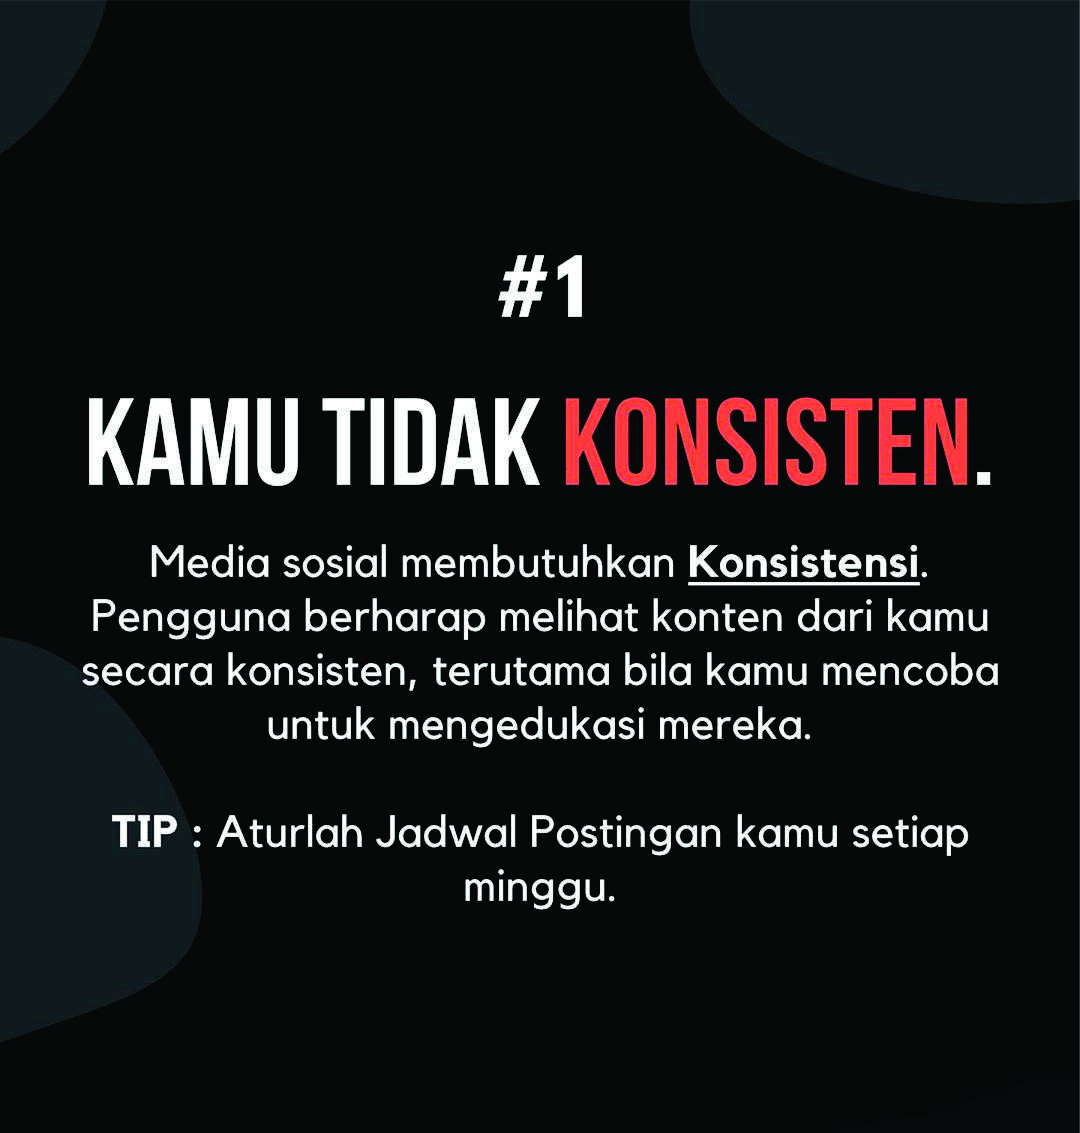 #1
KAMU TIDAK KONSISTEN.
Media sosial membutuhkan Konsistensi.
Pengguna berharap melihat konten dari kamu
secara konsisten, terutama bila kamu mencoba
untuk mengedukasi mereka.
TIP : Aturlah Jadwal Postingan kamu setiap
minggu.